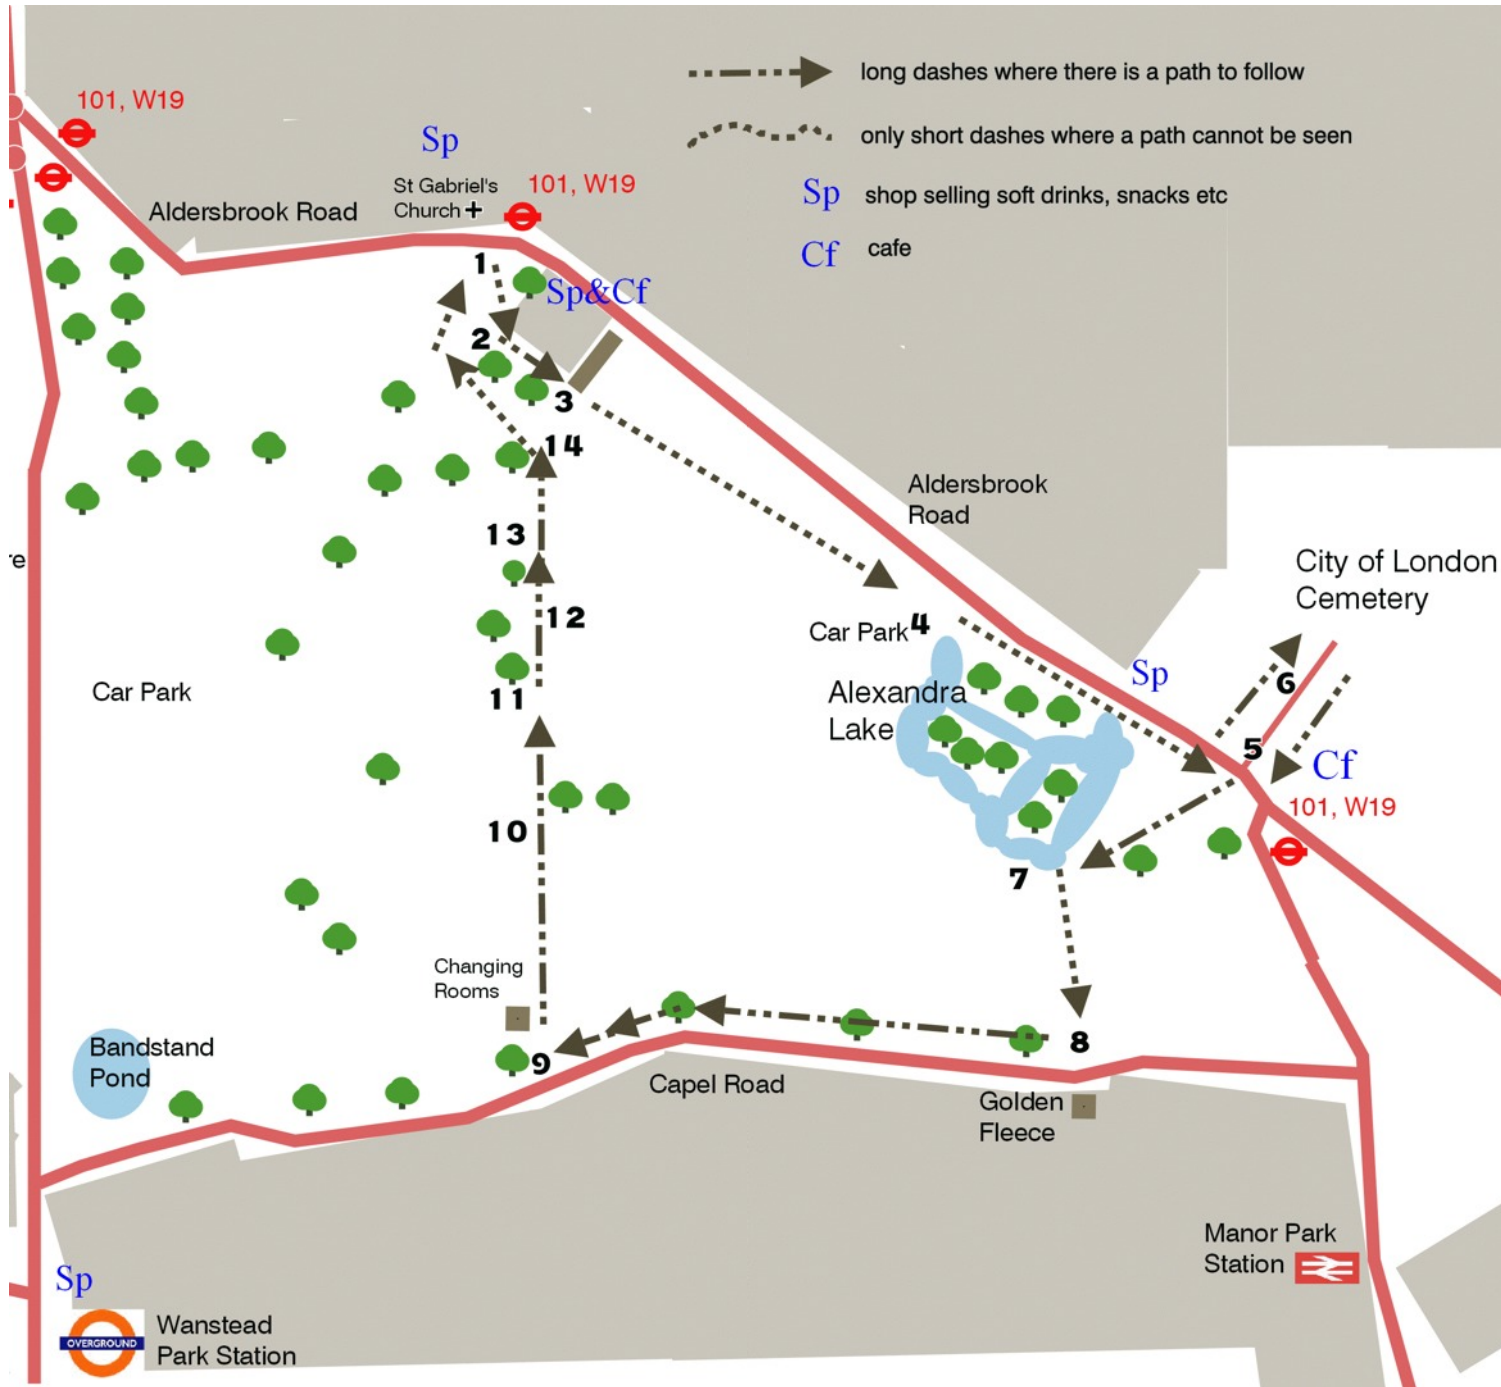 long dashes where there is a path to follow
101, W19
only short dashes where a path cannot be seen
Sp
St Gabriel's
Church
101, W19
Sp
shop selling soft drinks, snacks etc
Aldersbrook Road
Cf
cafe
1
Sp&Cf
2
3
14
Aldersbrook
Road
13
re
City of London
Cemetery
12
Car Park
4
Sp
6
Car Park
11
Alexandra
Lake
5
Cf
101, W19
10
7
Changing
Rooms
8
Bandstand
Pond
9
Capel Road
Golden
Fleece
Manor Park
Station
Sp
OVERGROUND
Wanstead
Park Station